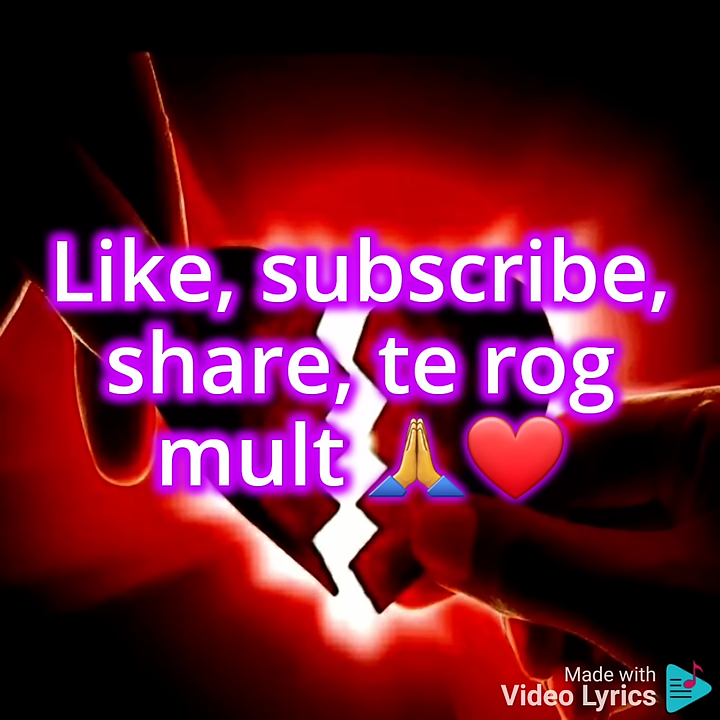 Like, subscribe,
share, te rog
mult 🙏❤️
Made with
Video Lyrics